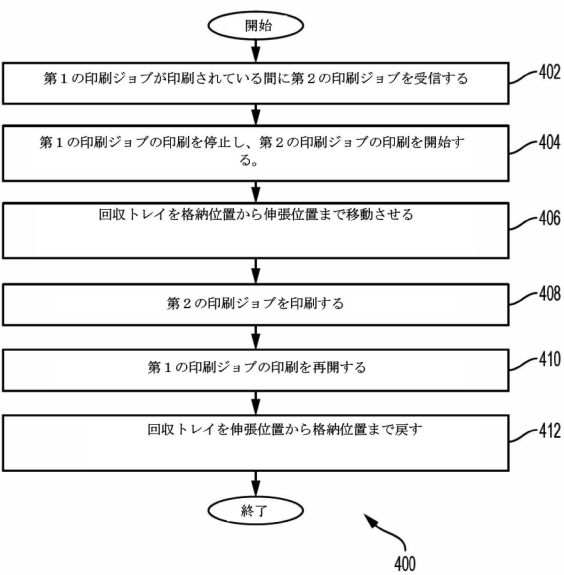 開始
第１の印刷ジョブが印刷されている間に第２の印刷ジョブを受信する
402
第１の印刷ジョブの印刷を停止し、第２の印刷ジョブの印刷を開始す
る。
404
回収トレイを格納位置から伸張位置まで移動させる
406
第２の印刷ジョブを印刷する
408
第１の印刷ジョブの印刷を再開する
410
回収トレイを伸張位置から格納位置まで戻す
412
終了
400